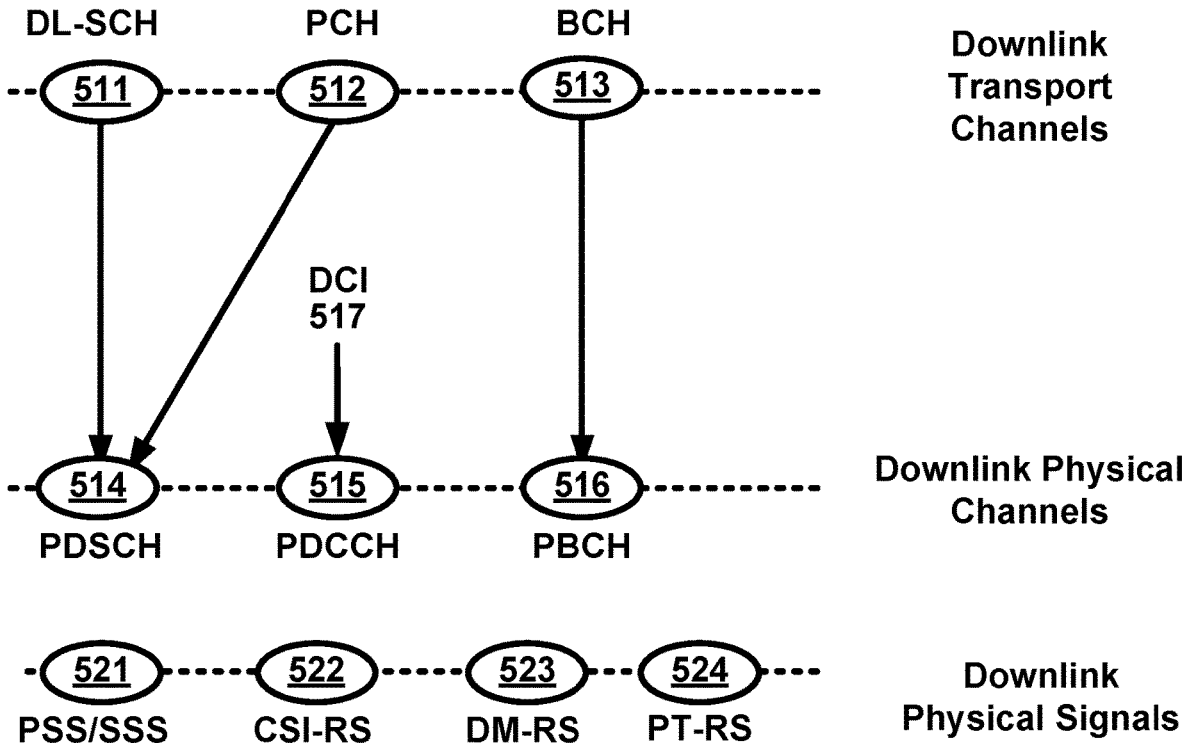 DL-SCH PCH BCH
511 512 513
Downlink
Transport
Channels
DCI
517
514 515 516
PDSCH PDCCH PBCH
Downlink Physical
Channels
521 522 523 524
PSS/SSS CSI-RS DM-RS PT-RS
Downlink
Physical Signals